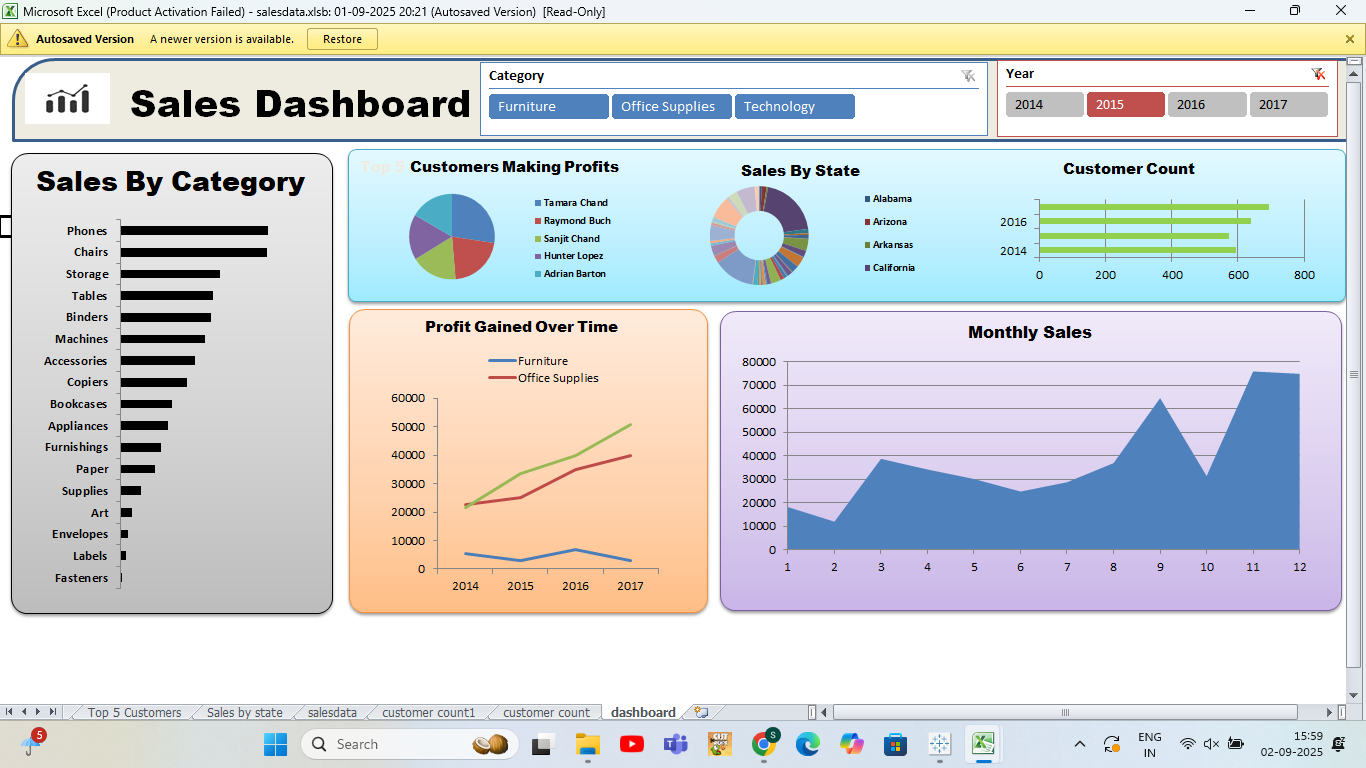 Microsoft Excel (Product Activation Failed) - salesdata.xlsb: 01-09-2025 20:21 (Autosaved Version) [Read-Only]
Autosaved Version A newer version is available. Restore
Sales Dashboard
Category
Furniture Office Supplies Technology
Year
2014 2015 2016 2017
Sales By Category
Phones
Chairs
Storage
Tables
Binders
Machines
Accessories
Copiers
Bookcases
Appliances
Furnishings
Paper
Supplies
Art
Envelopes
Labels
Fasteners
Top 5 Customers Making Profits
Tamara Chand
Raymond Buch
Sanjit Chand
Hunter Lopez
Adrian Barton
Sales By State
Alabama
Arizona
Arkansas
California
Customer Count
2016
2014
0 200 400 600 800
Profit Gained Over Time
Furniture
Office Supplies
60000
50000
40000
30000
20000
10000
0
2014 2015 2016 2017
Monthly Sales
80000
70000
60000
50000
40000
30000
20000
10000
0
1 2 3 4 5 6 7 8 9 10 11 12
Top 5 Customers Sales by state salesdata customer count1 customer count dashboard
5
Search
S
ENG
IN
15:59
02-09-2025